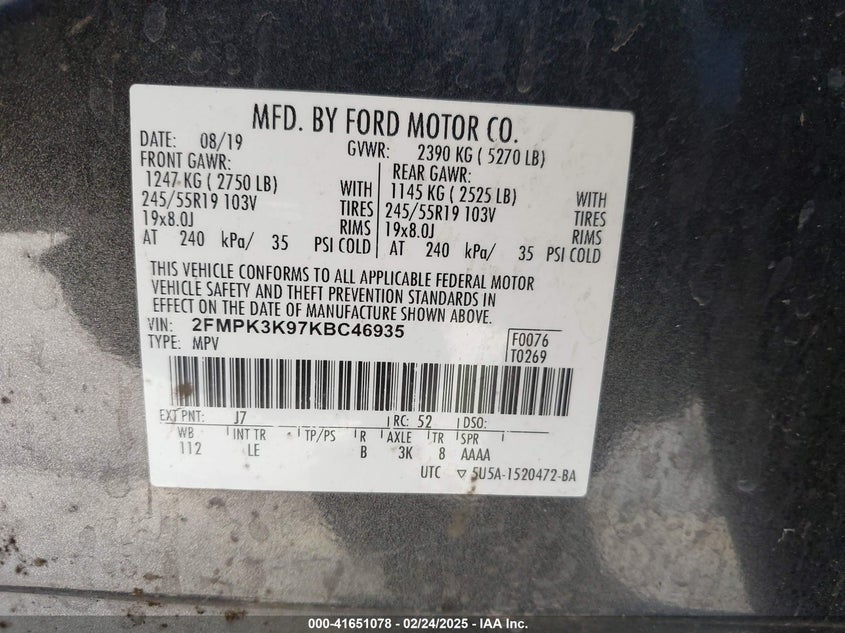 MFD. BY FORD MOTOR CO.
DATE: 08/19 GVWR: 2390 KG ( 5270 LB)
FRONT GAWR: REAR GAWR:
1247 KG ( 2750 LB) WITH 1145 KG ( 2525 LB) WITH
245/55R19 103V TIRES 245/55R19 103V TIRES
19x8.0J RIMS 19x8.0J RIMS
AT 240 kPa/ 35 PSI COLD AT 240 kPa/ 35 PSI COLD
THIS VEHICLE CONFORMS TO ALL APPLICABLE FEDERAL MOTOR
VEHICLE SAFETY AND THEFT PREVENTION STANDARDS IN
EFFECT ON THE DATE OF MANUFACTURE SHOWN ABOVE.
VIN: 2FMPK3K97KBC46935 F0076
TYPE: MPV T0269
EXT PNT: J7 RC: 52 DSO:
WB INT TR TP/PS R AXLE TR SPR
112 LE B 3K 8 AAAA
UTC ▽ 5U5A-1520472-BA
000-41651078 - 02/24/2025 - US.IAAI.COM